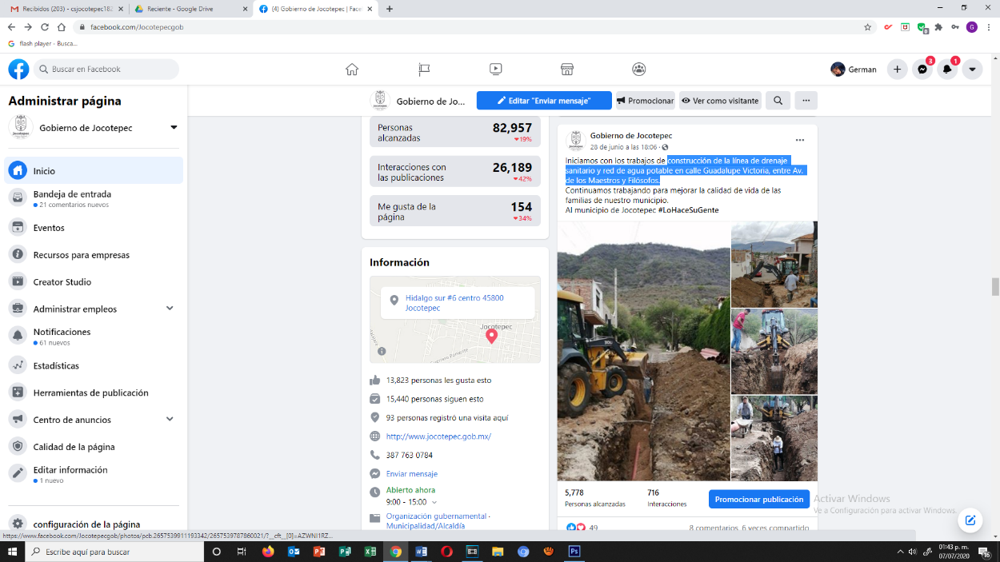 Recibidos (203) - csjocotepec182
Reciente - Google Drive
(4) Gobierno de Jocotepec | Face
facebook.com/Jocotepecgob
flash player - Busca...
Buscar en Facebook
3
1
German
Administrar página
Gobierno de Jocotepec
Inicio
Bandeja de entrada
21 comentarios nuevos
Eventos
Recursos para empresas
Creator Studio
Administrar empleos
Notificaciones
61 nuevos
Estadísticas
Herramientas de publicación
Centro de anuncios
Calidad de la página
Editar información
1 nuevo
configuración de la página
Gobierno de Jo...
Editar "Enviar mensaje"
Promocionar
Ver como visitante
Personas alcanzadas 82,957
19%
Interacciones con las publicaciones 26,189
42%
Me gusta de la página 154
34%
Información
Hidalgo sur #6 centro 45800
Jocotepec
Jocotepec
Guerrero Poniente
13,823 personas les gusta esto
15,440 personas siguen esto
93 personas registró una visita aquí
http://www.jocotepec.gob.mx/
387 763 0784
Enviar mensaje
Abierto ahora
9:00 - 15:00
Organización gubernamental ·
Municipalidad/Alcaldía
Gobierno de Jocotepec
28 de junio a las 18:06 ·
Iniciamos con los trabajos de construcción de la línea de drenaje
sanitario y red de agua potable en calle Guadalupe Victoria, entre Av.
de los Maestros y Filósofos.
Continuamos trabajando para mejorar la calidad de vida de las
familias de nuestro municipio.
Al municipio de Jocotepec #LoHaceSuGente
5,778
Personas alcanzadas
716
Interacciones
Promocionar publicación
49
8 comentarios 6 veces compartido
Activar Windows
Ve a Configuración para activar Windows.
https://www.facebook.com/Jocotepecgob/photos/pcb.2657539911193342/2657539787860021/?__cft__[0]=AZWNI1RZ...
Escribe aquí para buscar
01:43 p. m.
07/07/2020
16